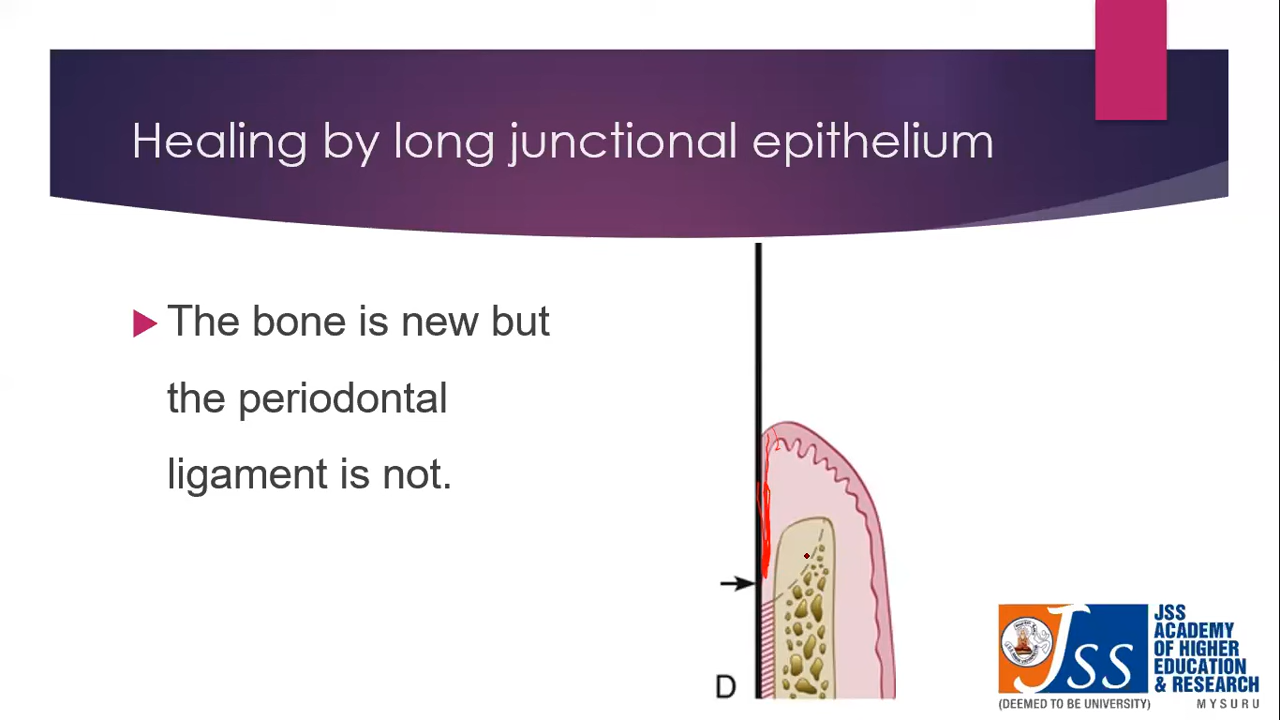 Healing by long junctional epithelium
The bone is new but
the periodontal
ligament is not.
D
JSS
JSS
ACADEMY
OF HIGHER
EDUCATION
& RESEARCH
(DEEMED TO BE UNIVERSITY) MYSURU